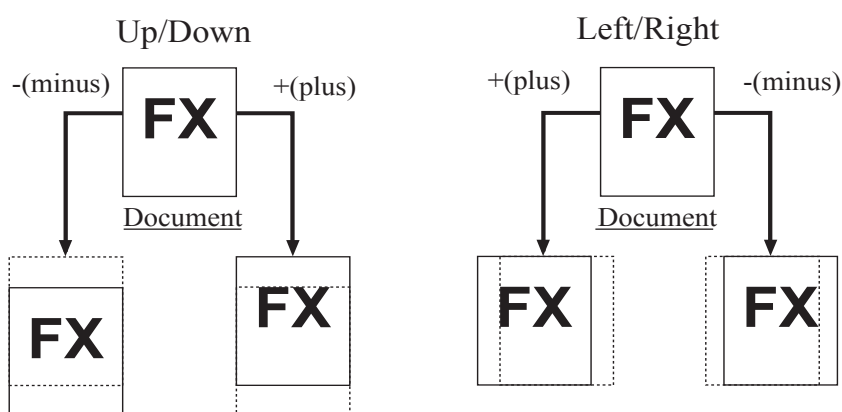 Up/Down
-(minus)
FX
+(plus)
Document
FX
FX
Left/Right
+(plus)
FX
-(minus)
Document
FX
FX